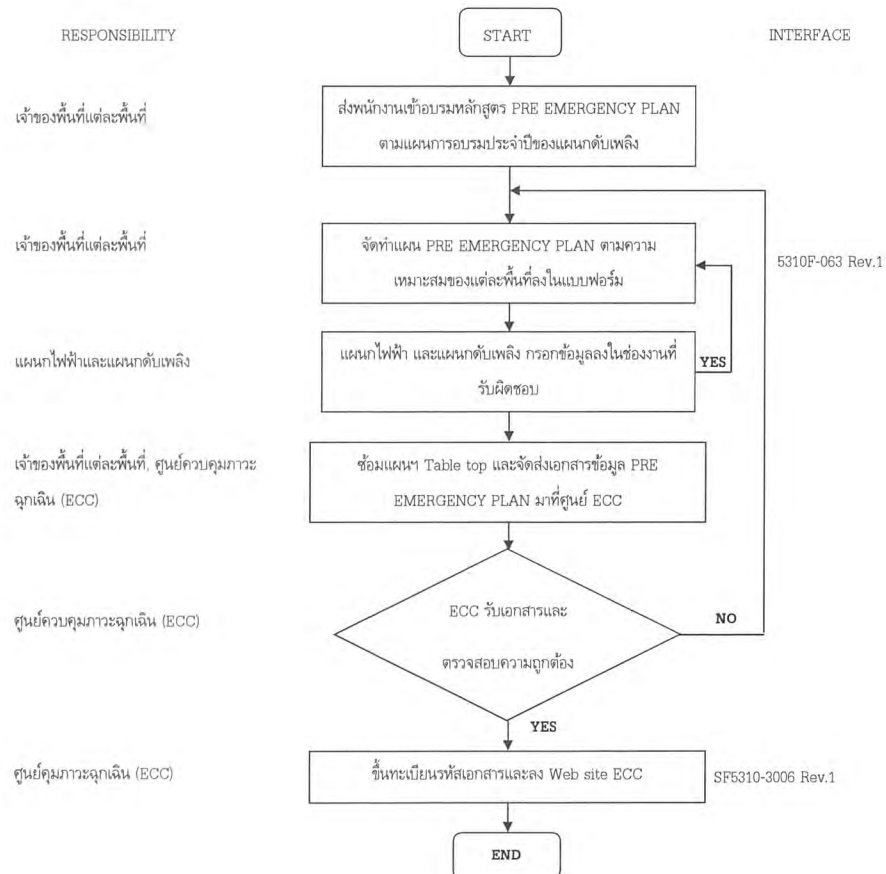 RESPONSIBILITY
START
INTERFACE
เจ้าของพื้นที่แต่ละพื้นที่
ส่งพนักงานเข้าอบรมหลักสูตร PRE EMERGENCY PLAN
ตามแผนการอบรมประจำปีของแผนกดับเพลิง
เจ้าของพื้นที่แต่ละพื้นที่
จัดทำแผน PRE EMERGENCY PLAN ตามความ
เหมาะสมของแต่ละพื้นที่ลงในแบบฟอร์ม
5310F-063 Rev.1
แผนกไฟฟ้าและแผนกดับเพลิง
แผนกไฟฟ้า และแผนกดับเพลิง กรอกข้อมูลลงในช่องงานที่
รับผิดชอบ
YES
เจ้าของพื้นที่แต่ละพื้นที่, ศูนย์ควบคุมภาวะ
ฉุกเฉิน (ECC)
ซ้อมแผนฯ Table top และจัดส่งเอกสารข้อมูล PRE
EMERGENCY PLAN มาที่ศูนย์ ECC
ศูนย์ควบคุมภาวะฉุกเฉิน (ECC)
ECC รับเอกสารและ
ตรวจสอบความถูกต้อง
NO
YES
ศูนย์คุมภาวะฉุกเฉิน (ECC)
ขึ้นทะเบียนรหัสเอกสารและลง Web site ECC
SF5310-3006 Rev.1
END